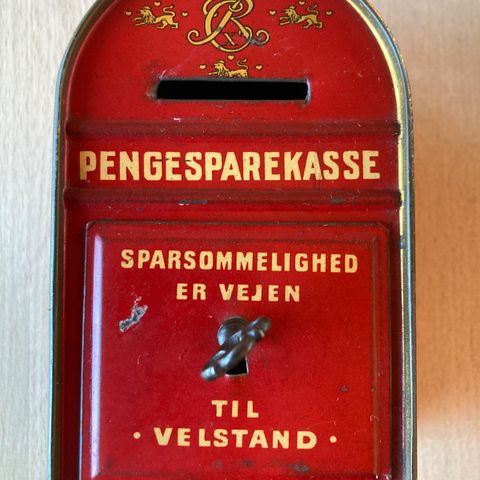 PENGESPAREKASSE
SPARSOMMELIGHED
ER VEJEN
TIL
· VELSTAND ·